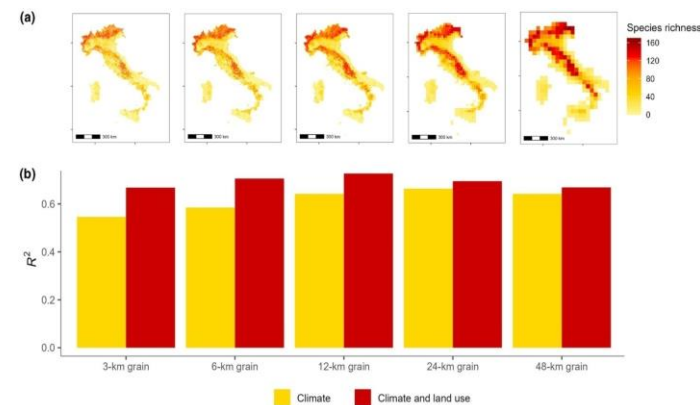 (a)
Species richness
160
120
80
40
0
500 km
500 km
500 km
500 km
500 km
(b)
R²
0.6
0.4
0.2
0.0
3-km grain
6-km grain
12-km grain
24-km grain
48-km grain
Climate
Climate and land use